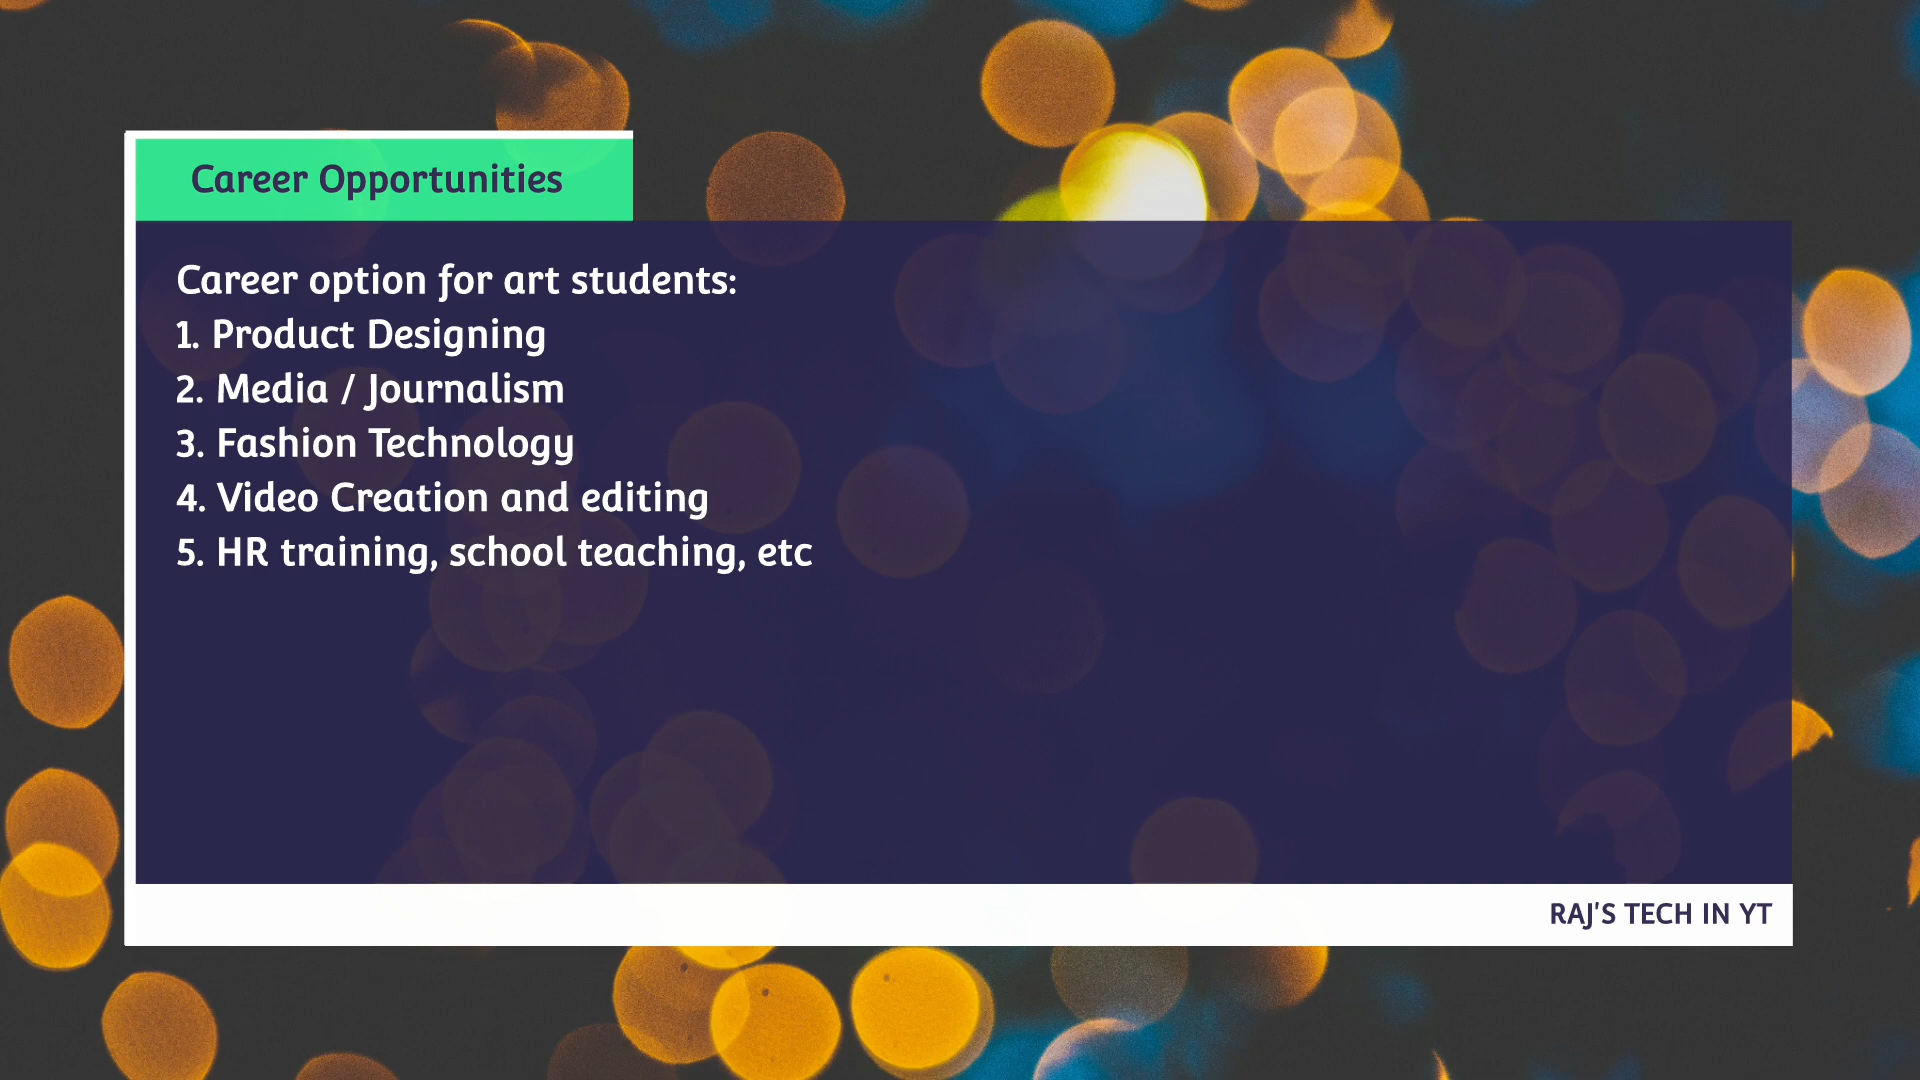 Career Opportunities
Career option for art students:
1. Product Designing
2. Media / Journalism
3. Fashion Technology
4. Video Creation and editing
5. HR training, school teaching, etc
RAJ'S TECH IN YT